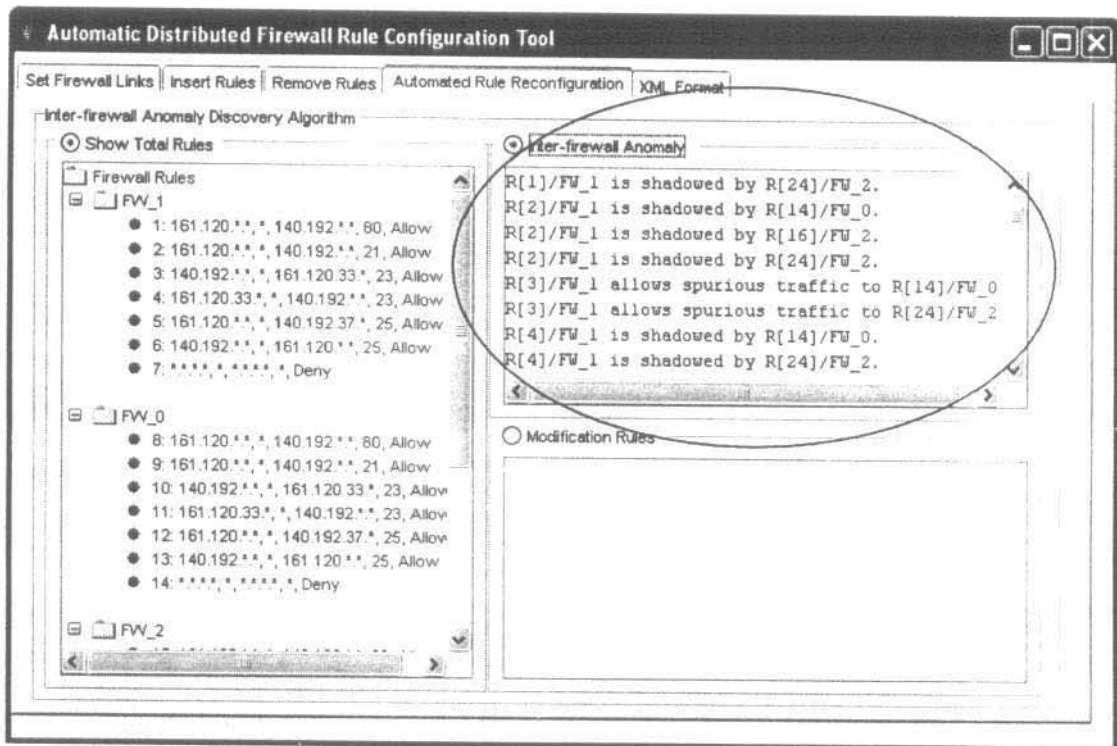 Automatic Distributed Firewall Rule Configuration Tool
Set Firewall Links Insert Rules Remove Rules Automated Rule Reconfiguration XML Format
Inter-firewall Anomaly Discovery Algorithm
Show Total Rules
Firewall Rules
FW_1
1: 161.120.*.*, *, 140.192.*.*, 80, Allow
2: 161.120.*.*, *, 140.192.*.*, 21, Allow
3: 140.192.*.*, *, 161.120.33.*, 23, Allow
4: 161.120.33.*, *, 140.192.*.*, 23, Allow
5: 161.120.*.*, *, 140.192.37.*, 25, Allow
6: 140.192.*.*, *, 161.120.*.*, 25, Allow
7: *.*.*.*, *, *.*.*.*, *, Deny
FW_0
8: 161.120.*.*, *, 140.192.*.*, 80, Allow
9: 161.120.*.*, *, 140.192.*.*, 21, Allow
10: 140.192.*.*, *, 161.120.33.*, 23, Allow
11: 161.120.33.*, *, 140.192.*.*, 23, Allow
12: 161.120.*.*, *, 140.192.37.*, 25, Allow
13: 140.192.*.*, *, 161.120.*.*, 25, Allow
14: *.*.*.*, *, *.*.*.*, *, Deny
FW_2
Inter-firewall Anomaly
R[1]/FW_1 is shadowed by R[24]/FW_2.
R[2]/FW_1 is shadowed by R[14]/FW_0.
R[2]/FW_1 is shadowed by R[16]/FW_2.
R[2]/FW_1 is shadowed by R[24]/FW_2.
R[3]/FW_1 allows spurious traffic to R[14]/FW_0
R[3]/FW_1 allows spurious traffic to R[24]/FW_2
R[4]/FW_1 is shadowed by R[14]/FW_0.
R[4]/FW_1 is shadowed by R[24]/FW_2.
Modification Rules